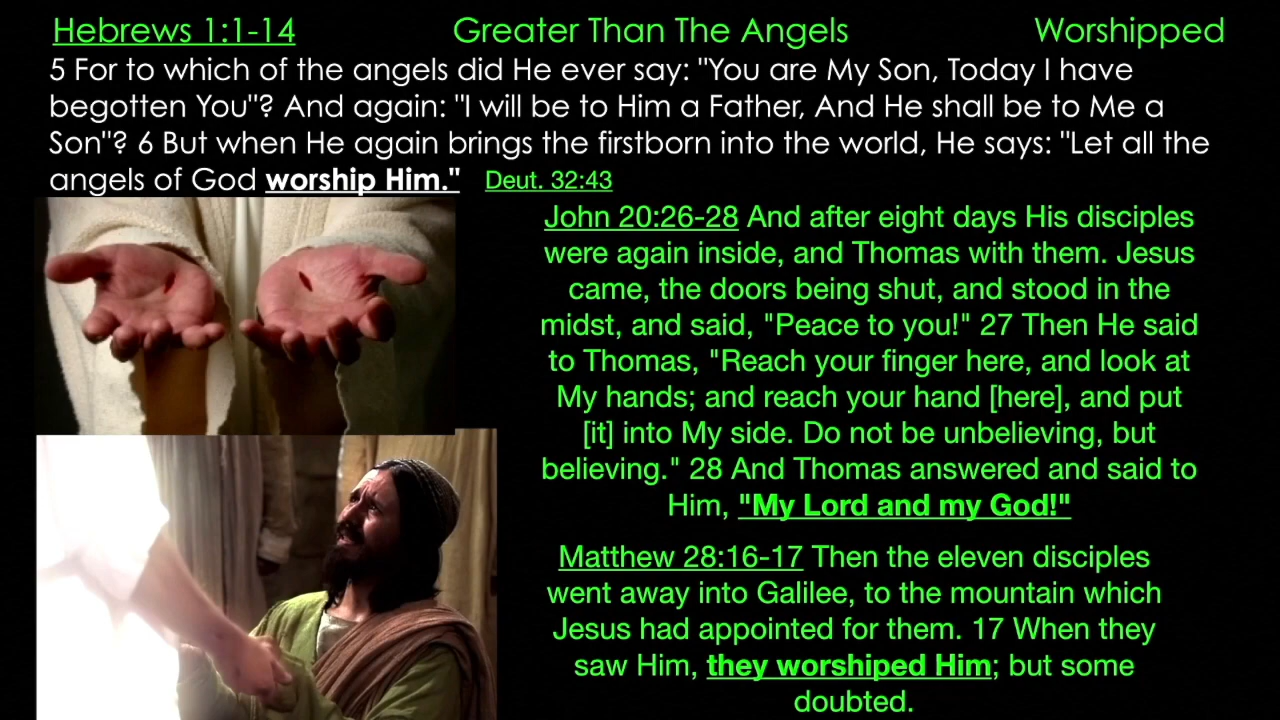 Hebrews 1:1-14 Greater Than The Angels Worshipped
5 For to which of the angels did He ever say: "You are My Son, Today I have
begotten You"? And again: "I will be to Him a Father, And He shall be to Me a
Son"? 6 But when He again brings the firstborn into the world, He says: "Let all the
angels of God worship Him." Deut. 32:43
John 20:26-28 And after eight days His disciples
were again inside, and Thomas with them. Jesus
came, the doors being shut, and stood in the
midst, and said, "Peace to you!" 27 Then He said
to Thomas, "Reach your finger here, and look at
My hands; and reach your hand [here], and put
[it] into My side. Do not be unbelieving, but
believing." 28 And Thomas answered and said to
Him, "My Lord and my God!"
Matthew 28:16-17 Then the eleven disciples
went away into Galilee, to the mountain which
Jesus had appointed for them. 17 When they
saw Him, they worshiped Him; but some
doubted.